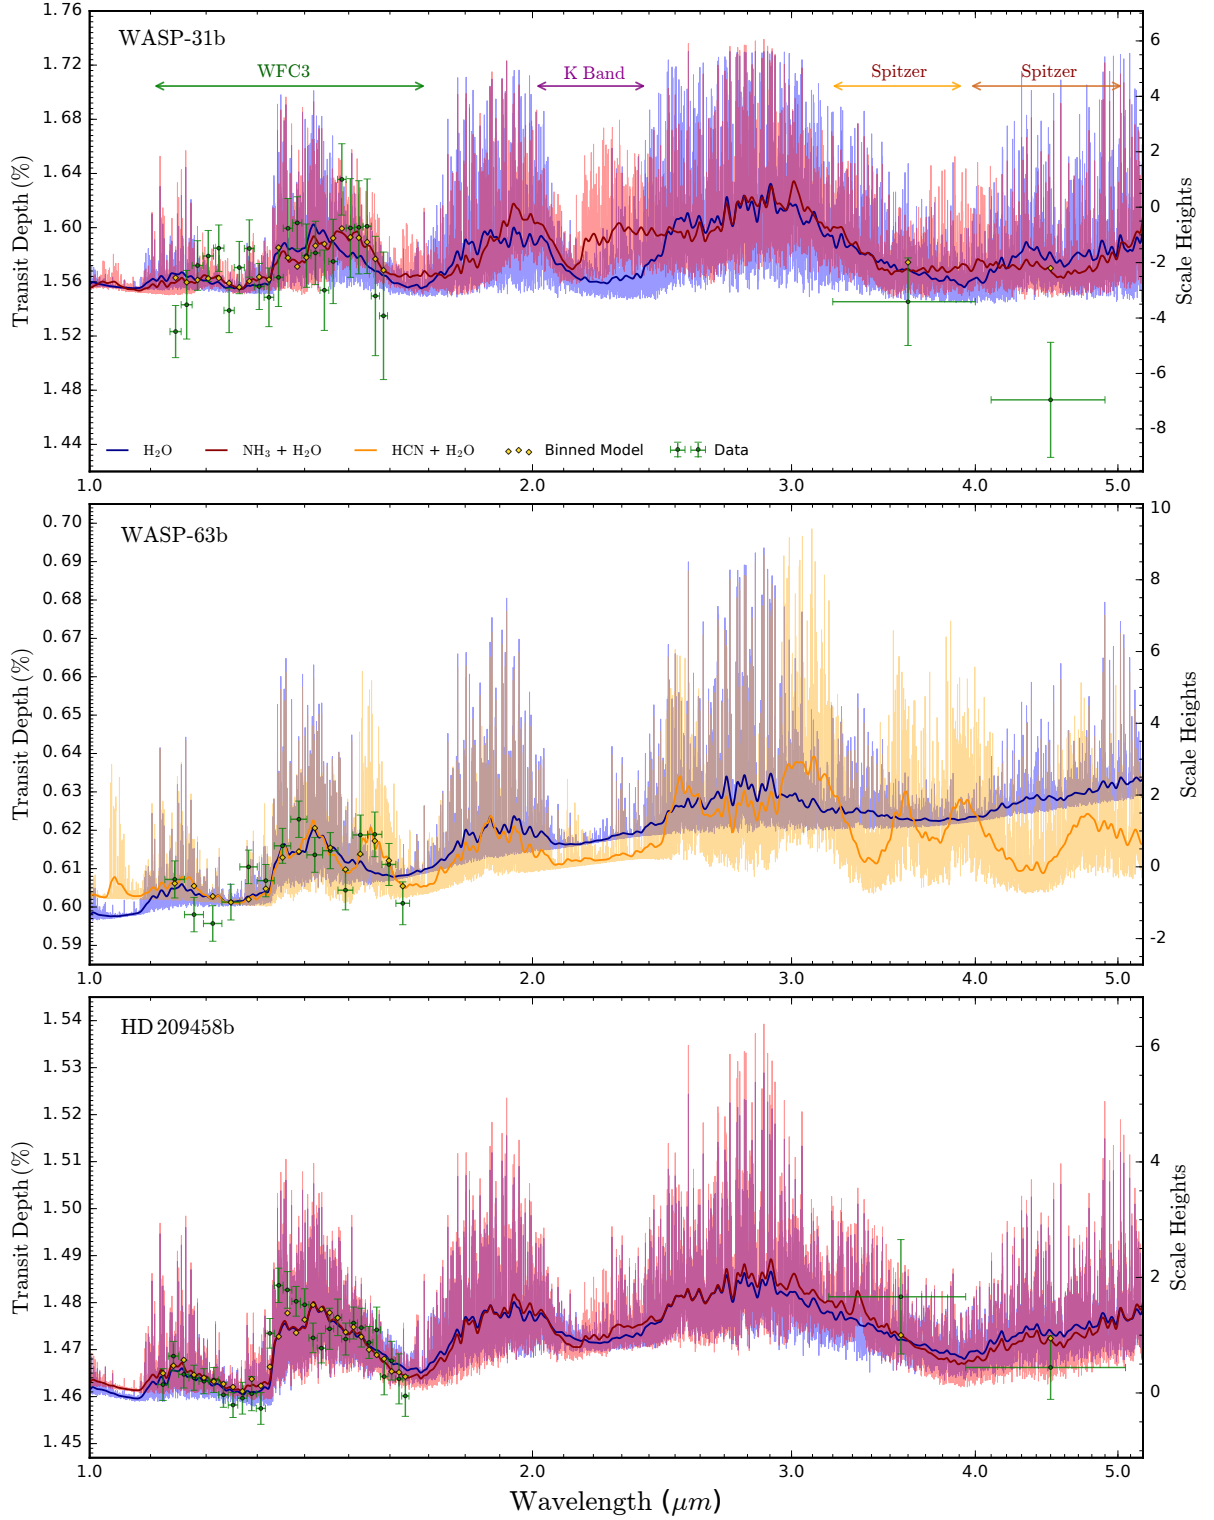 WASP-31b
WFC3
K Band
Spitzer
Spitzer
1.76
1.72
1.68
1.64
1.60
1.56
1.52
1.48
1.44
Transit Depth (%)
6
4
2
0
-2
-4
-6
-8
Scale Heights
H₂O
NH₃ + H₂O
HCN + H₂O
Binned Model
Data
1.0 2.0 3.0 4.0 5.0
WASP-63b
0.70
0.69
0.68
0.67
0.66
0.65
0.64
0.63
0.62
0.61
0.60
0.59
Transit Depth (%)
10
8
6
4
2
0
-2
Scale Heights
1.0 2.0 3.0 4.0 5.0
HD 209458b
1.54
1.53
1.52
1.51
1.50
1.49
1.48
1.47
1.46
1.45
Transit Depth (%)
6
4
2
0
Scale Heights
1.0 2.0 3.0 4.0 5.0
Wavelength (μm)